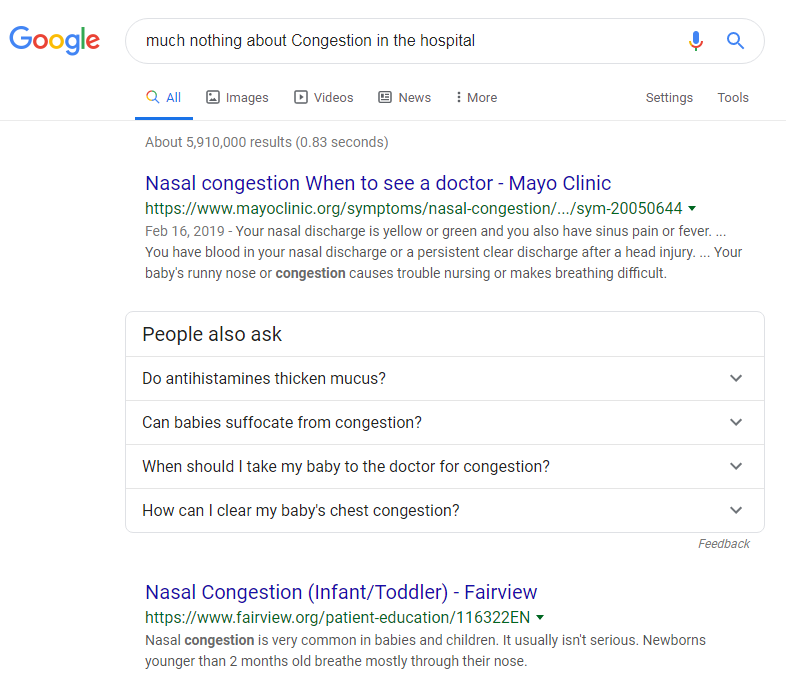 Google
much nothing about Congestion in the hospital
All Images Videos News More Settings Tools
About 5,910,000 results (0.83 seconds)
Nasal congestion When to see a doctor - Mayo Clinic
https://www.mayoclinic.org/symptoms/nasal-congestion/.../sym-20050644
Feb 16, 2019 - Your nasal discharge is yellow or green and you also have sinus pain or fever. ...
You have blood in your nasal discharge or a persistent clear discharge after a head injury. ... Your
baby's runny nose or congestion causes trouble nursing or makes breathing difficult.
People also ask
Do antihistamines thicken mucus?
Can babies suffocate from congestion?
When should I take my baby to the doctor for congestion?
How can I clear my baby's chest congestion?
Feedback
Nasal Congestion (Infant/Toddler) - Fairview
https://www.fairview.org/patient-education/116322EN
Nasal congestion is very common in babies and children. It usually isn't serious. Newborns
younger than 2 months old breathe mostly through their nose.